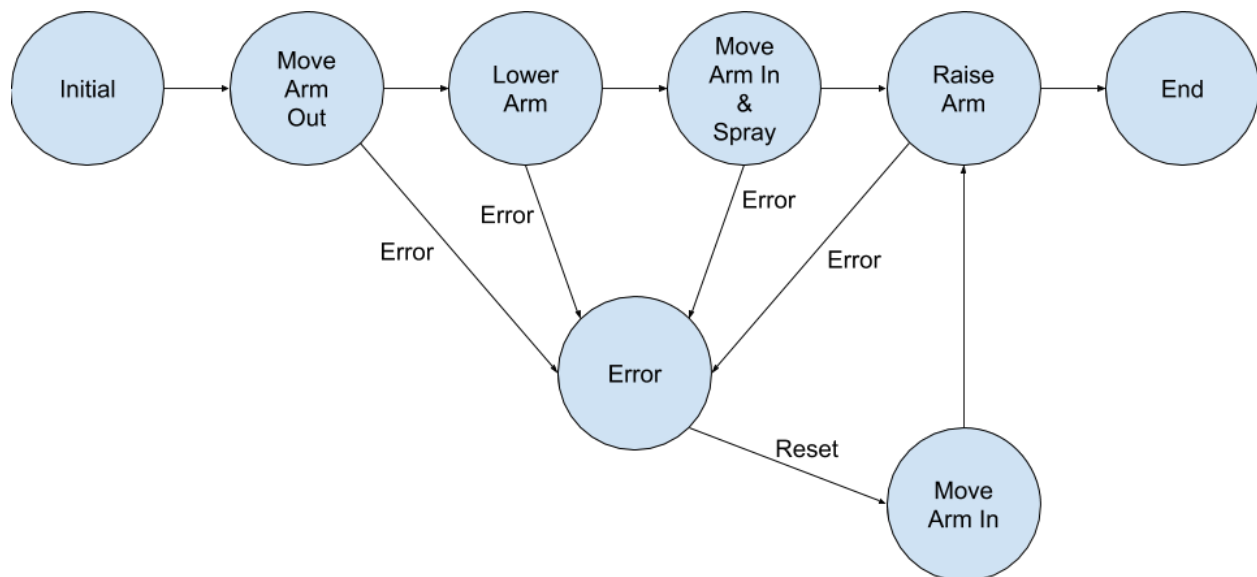 Initial
Move
Arm
Out
Lower
Arm
Move
Arm In
&
Spray
Raise
Arm
End
Error
Error
Error
Error
Error
Reset
Move
Arm In